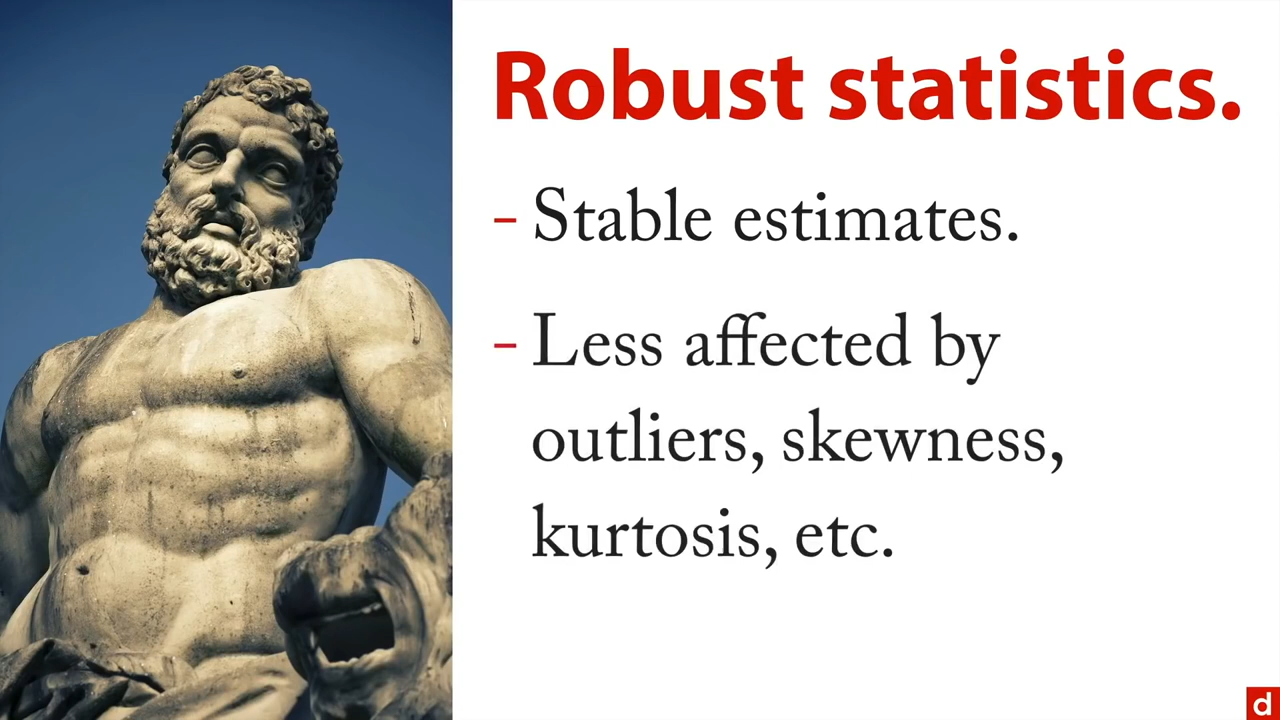 Robust statistics.
- Stable estimates.
- Less affected by
outliers, skewness,
kurtosis, etc.
d